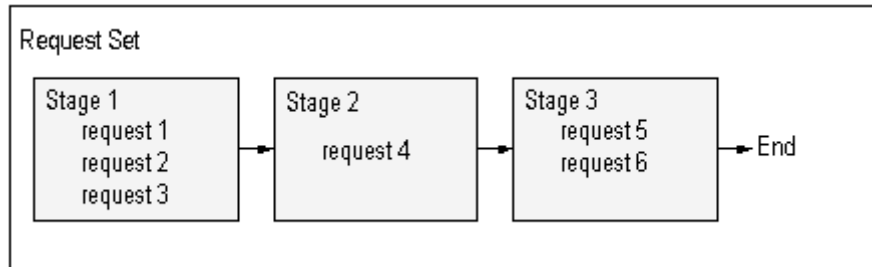 Request Set
Stage 1
request 1
request 2
request 3
Stage 2
request 4
Stage 3
request 5
request 6
End